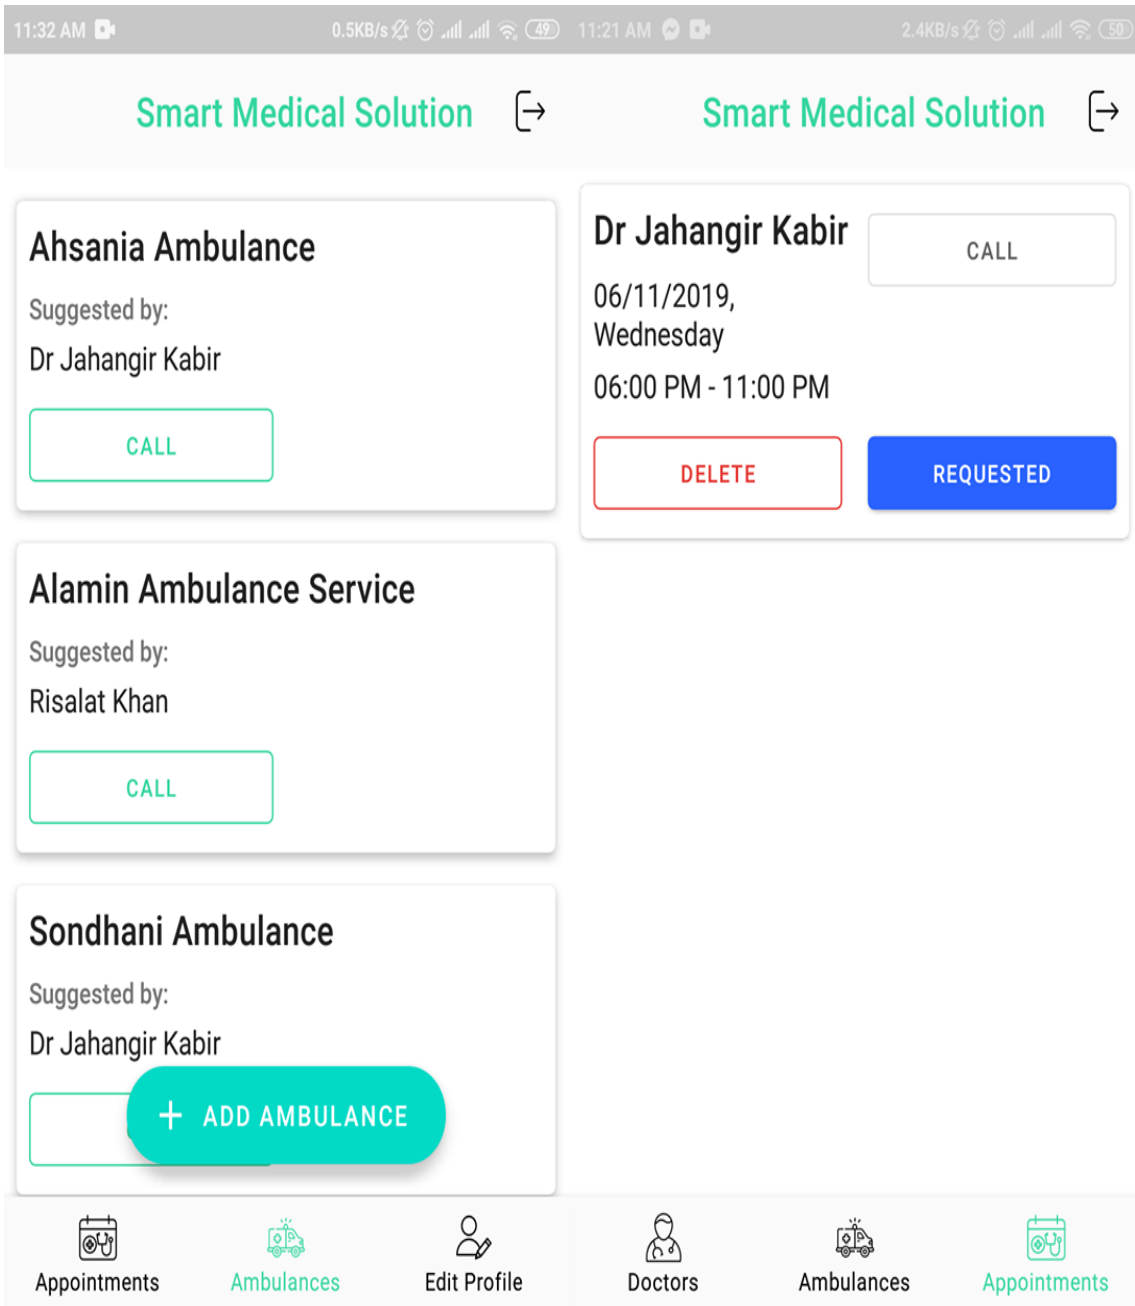 11:32 AM
0.5KB/s
49
Smart Medical Solution
Ahsania Ambulance
Suggested by:
Dr Jahangir Kabir
CALL
Alamin Ambulance Service
Suggested by:
Risalat Khan
CALL
Sondhani Ambulance
Suggested by:
Dr Jahangir Kabir
+ ADD AMBULANCE
Appointments
Ambulances
Edit Profile
11:21 AM
2.4KB/s
50
Smart Medical Solution
Dr Jahangir Kabir
CALL
06/11/2019,
Wednesday
06:00 PM - 11:00 PM
DELETE
REQUESTED
Doctors
Ambulances
Appointments